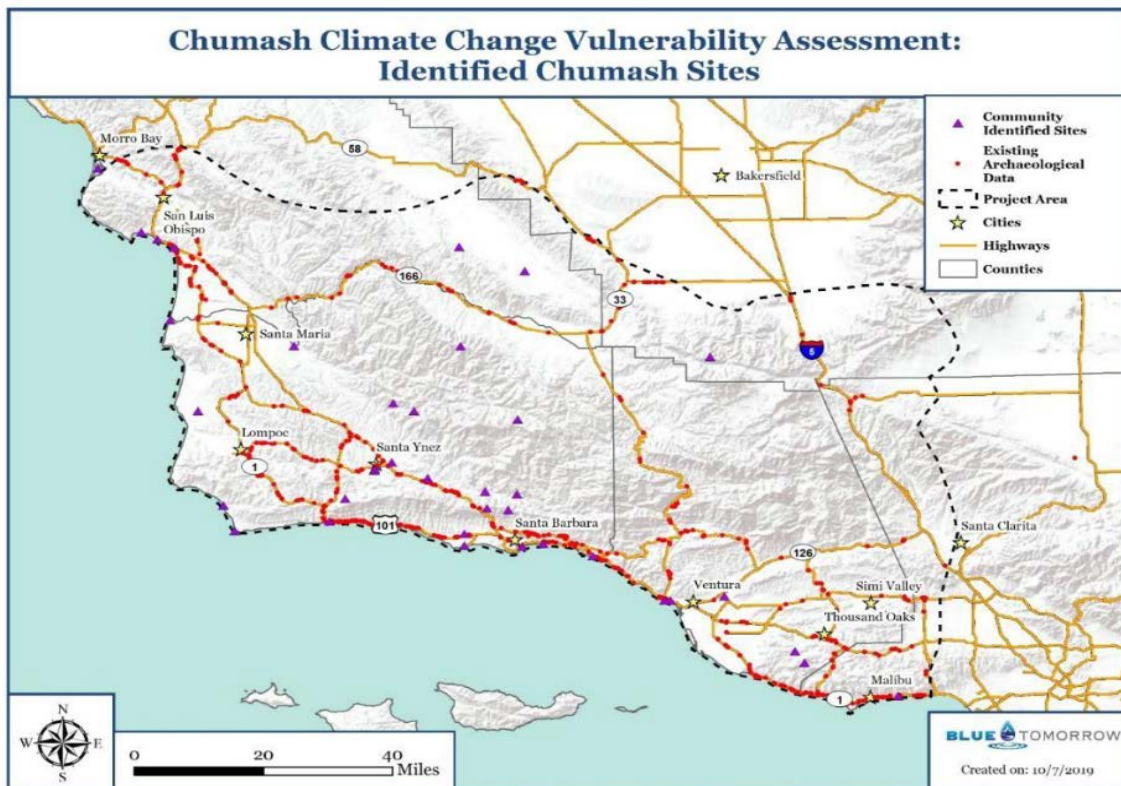 Chumash Climate Change Vulnerability Assessment:
Identified Chumash Sites
Morro Bay
58
Bakersfield
San Luis
Obispo
166
33
Santa Maria
5
Lompoc
Santa Ynez
1
101
Santa Barbara
Santa Clarita
126
Ventura
Simi Valley
Thousand Oaks
Malibu
1
Community
Identified Sites
Existing
Archaeological
Data
Project Area
Cities
Highways
Counties
N
W E
S
0 20 40
Miles
BLUE TOMORROW
Created on: 10/7/2019